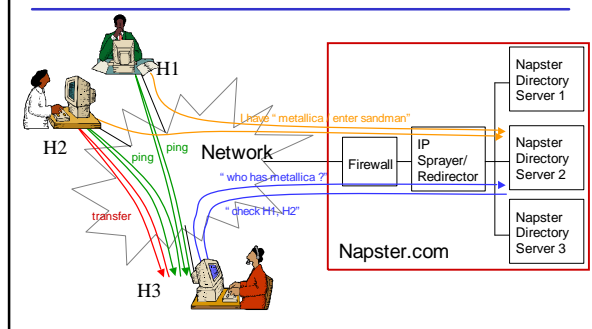 H1
H2
H3
ping
ping
transfer
Network
I have “ metallica / enter sandman”
“ who has metallica ?”
“ check H1, H2”
Firewall
IP
Sprayer/
Redirector
Napster
Directory
Server 1
Napster
Directory
Server 2
Napster
Directory
Server 3
Napster.com